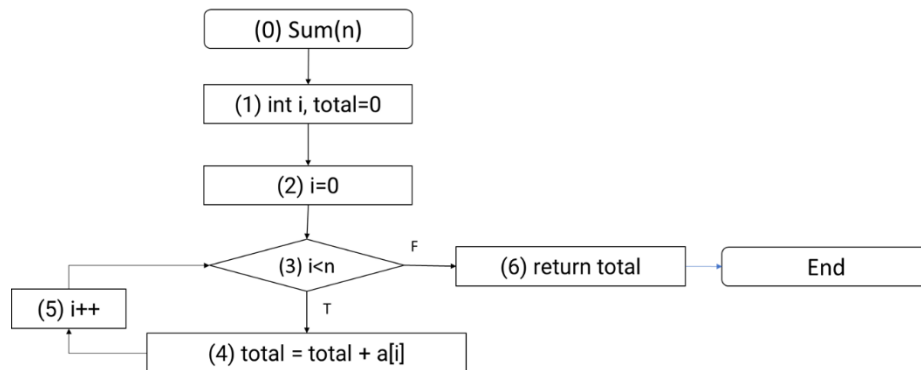 (0) Sum(n)
(1) int i, total=0
(2) i=0
(3) i<n
F
(6) return total
End
T
(5) i++
(4) total = total + a[i]